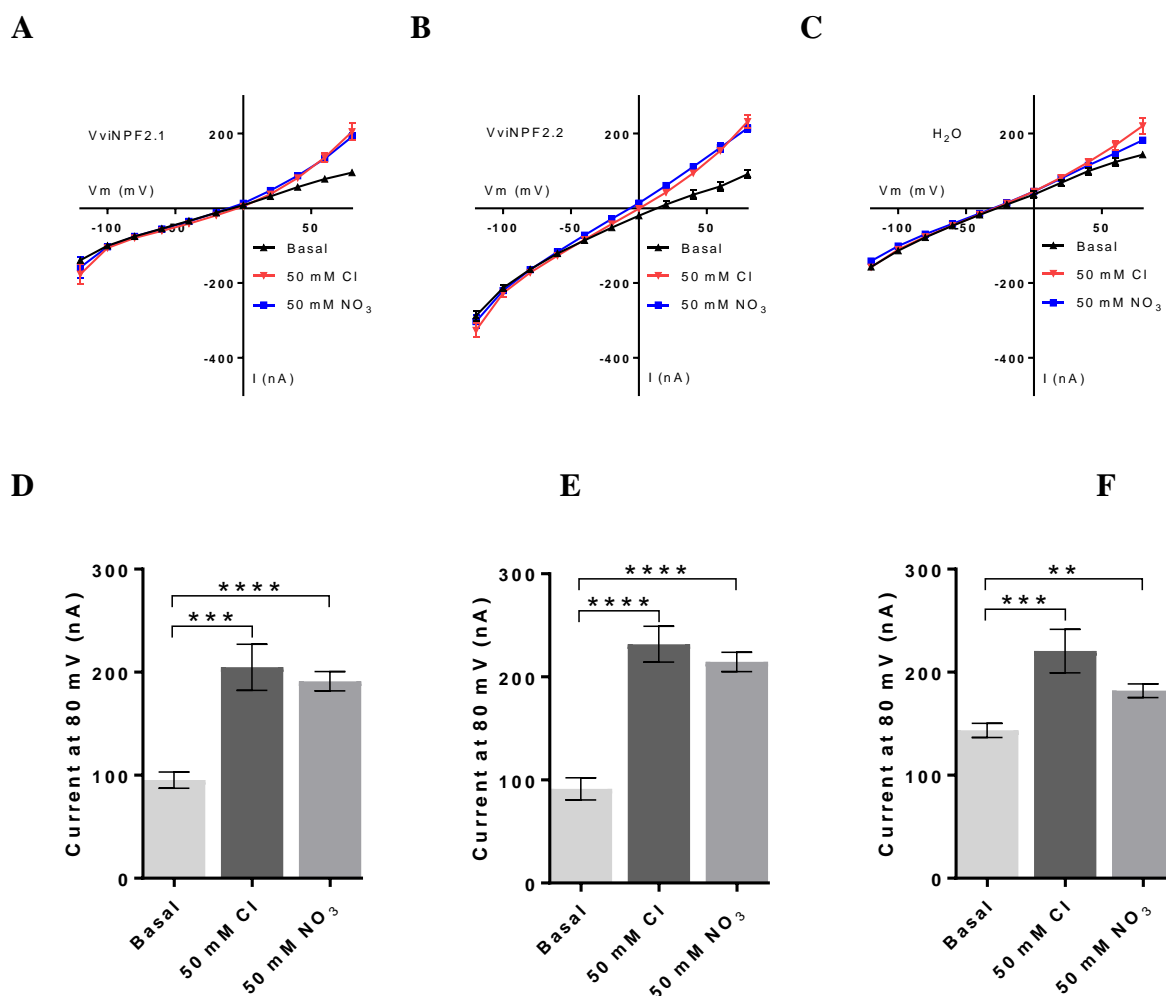 A
B
C
VviNPF2.1
200
Vm (mV)
-100
-50
50
Basal
50 mM Cl
50 mM NO₃
-200
-400
I (nA)
VviNPF2.2
200
Vm (mV)
-100
-50
50
Basal
50 mM Cl
50 mM NO₃
-200
-400
I (nA)
H₂O
200
Vm (mV)
-100
-50
50
Basal
50 mM Cl
50 mM NO₃
-200
-400
I (nA)
D
E
F
Current at 80 mV (nA)
300
200
100
0
****
***
Basal
50 mM Cl
50 mM NO₃
Current at 80 mV (nA)
300
200
100
0
****
****
Basal
50 mM Cl
50 mM NO₃
Current at 80 mV (nA)
300
200
100
0
**
***
Basal
50 mM Cl
50 mM NO₃